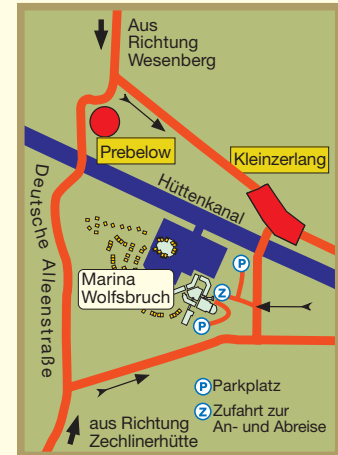 Aus
Richtung
Wesenberg
Prebelow
Kleinzerlang
Hüttenkanal
Deutsche Alleenstraße
Marina
Wolfsbruch
P
Z
P
P Parkplatz
Z Zufahrt zur
An- und Abreise
aus Richtung
Zechlinerhütte